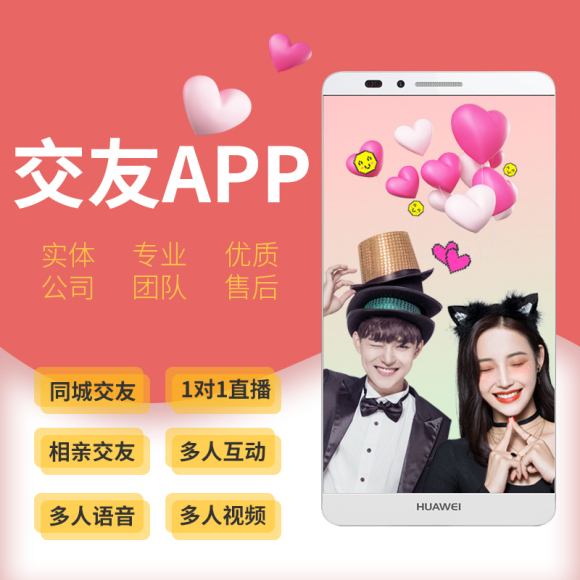 交友APP
实体 专业 优质
公司 团队 售后
同城交友 1对1直播
相亲交友 多人互动
多人语音 多人视频
HUAWEI